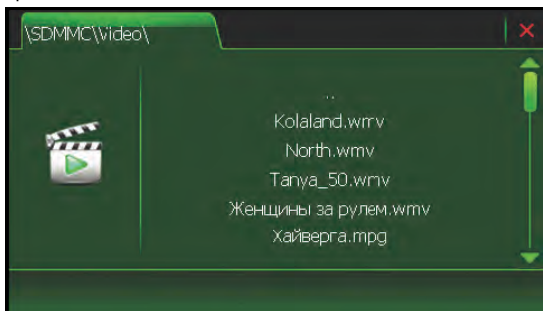 \SDMMC\Video\
..
Kolaland.wmv
North.wmv
Tanya_50.wmv
Женщины за рулем.wmv
Хайверга.mpg